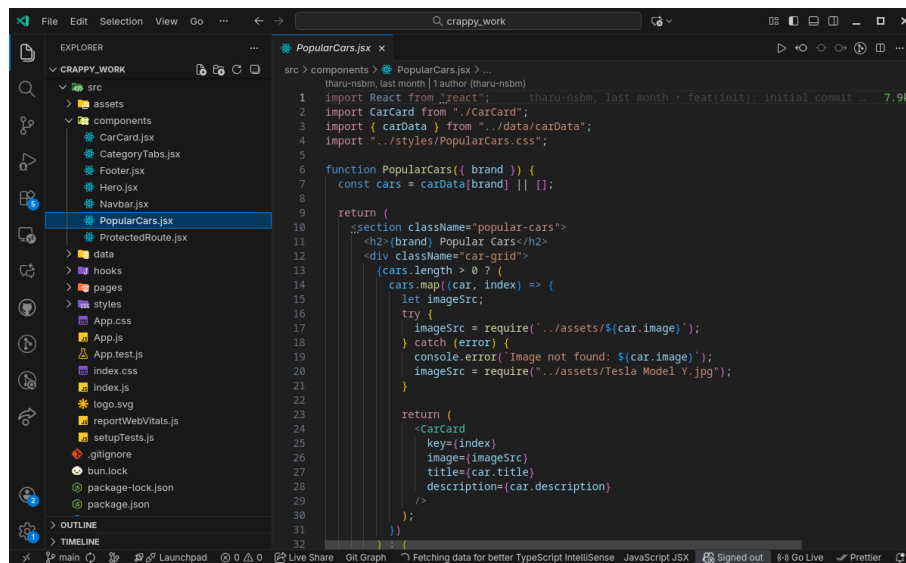 File Edit Selection View Go ··· ← → crappy_work
EXPLORER ···
CRAPPY_WORK
src
assets
components
CarCard.jsx
CategoryTabs.jsx
Footer.jsx
Hero.jsx
Navbar.jsx
PopularCars.jsx
ProtectedRoute.jsx
data
hooks
pages
styles
App.css
App.js
App.test.js
index.css
index.js
logo.svg
reportWebVitals.js
setupTests.js
.gitignore
bun.lock
package-lock.json
package.json
OUTLINE
TIMELINE
5
2
1
PopularCars.jsx ×
src > components > PopularCars.jsx > ...
tharu-nsbm, last month | 1 author (tharu-nsbm)
1 import React from "react"; tharu-nsbm, last month • feat(init): initial commit … 7.9k
2 import CarCard from "./CarCard";
3 import { carData } from "../data/carData";
4 import "../styles/PopularCars.css";
5
6 function PopularCars({ brand }) {
7 const cars = carData[brand] || [];
8
9 return (
10 <section className="popular-cars">
11 <h2>{brand} Popular Cars</h2>
12 <div className="car-grid">
13 {cars.length > 0 ? (
14 cars.map((car, index) => {
15 let imageSrc;
16 try {
17 imageSrc = require(`../assets/${car.image}`);
18 } catch (error) {
19 console.error(`Image not found: ${car.image}`);
20 imageSrc = require("../assets/Tesla Model Y.jpg");
21 }
22
23 return (
24 <CarCard
25 key={index}
26 image={imageSrc}
27 title={car.title}
28 description={car.description}
29 />
30 );
31 })
32 ) : (
main Launchpad 0 0 Live Share Git Graph Fetching data for better TypeScript IntelliSense JavaScript JSX Signed out Go Live Prettier